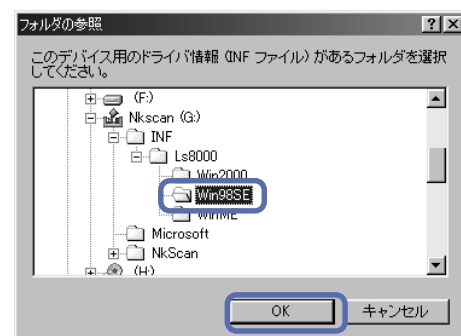 フォルダの参照
このデバイス用のドライバ情報 (INF ファイル) があるフォルダを選択
してください。
(F:)
Nkscan (G:)
INF
Ls8000
Win2000
Win98SE
WinME
Microsoft
NkScan
(H:)
OK キャンセル